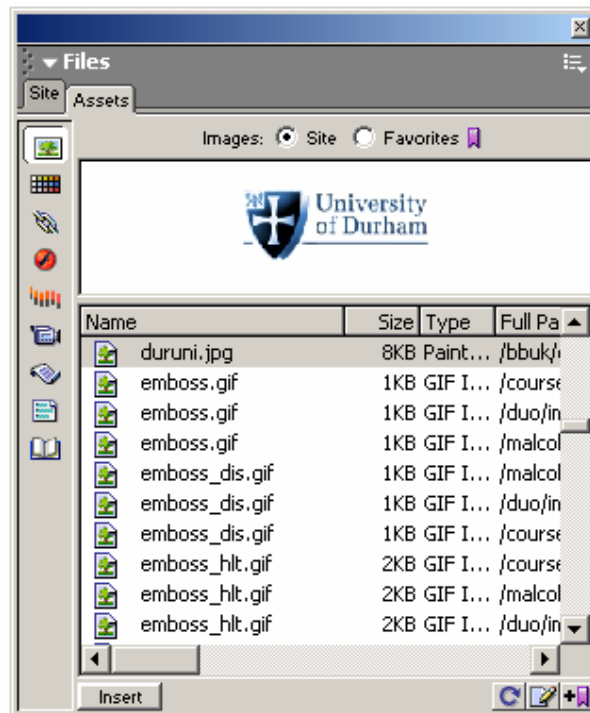 Files
Site Assets
Images: Site Favorites
University
of Durham
Name Size Type Full Pa
duruni.jpg 8KB Paint... /bbuk/
emboss.gif 1KB GIF I... /course
emboss.gif 1KB GIF I... /duo/in
emboss.gif 1KB GIF I... /malcol
emboss_dis.gif 1KB GIF I... /malcol
emboss_dis.gif 1KB GIF I... /duo/in
emboss_dis.gif 1KB GIF I... /course
emboss_hlt.gif 2KB GIF I... /course
emboss_hlt.gif 2KB GIF I... /malcol
emboss_hlt.gif 2KB GIF I... /duo/in
Insert